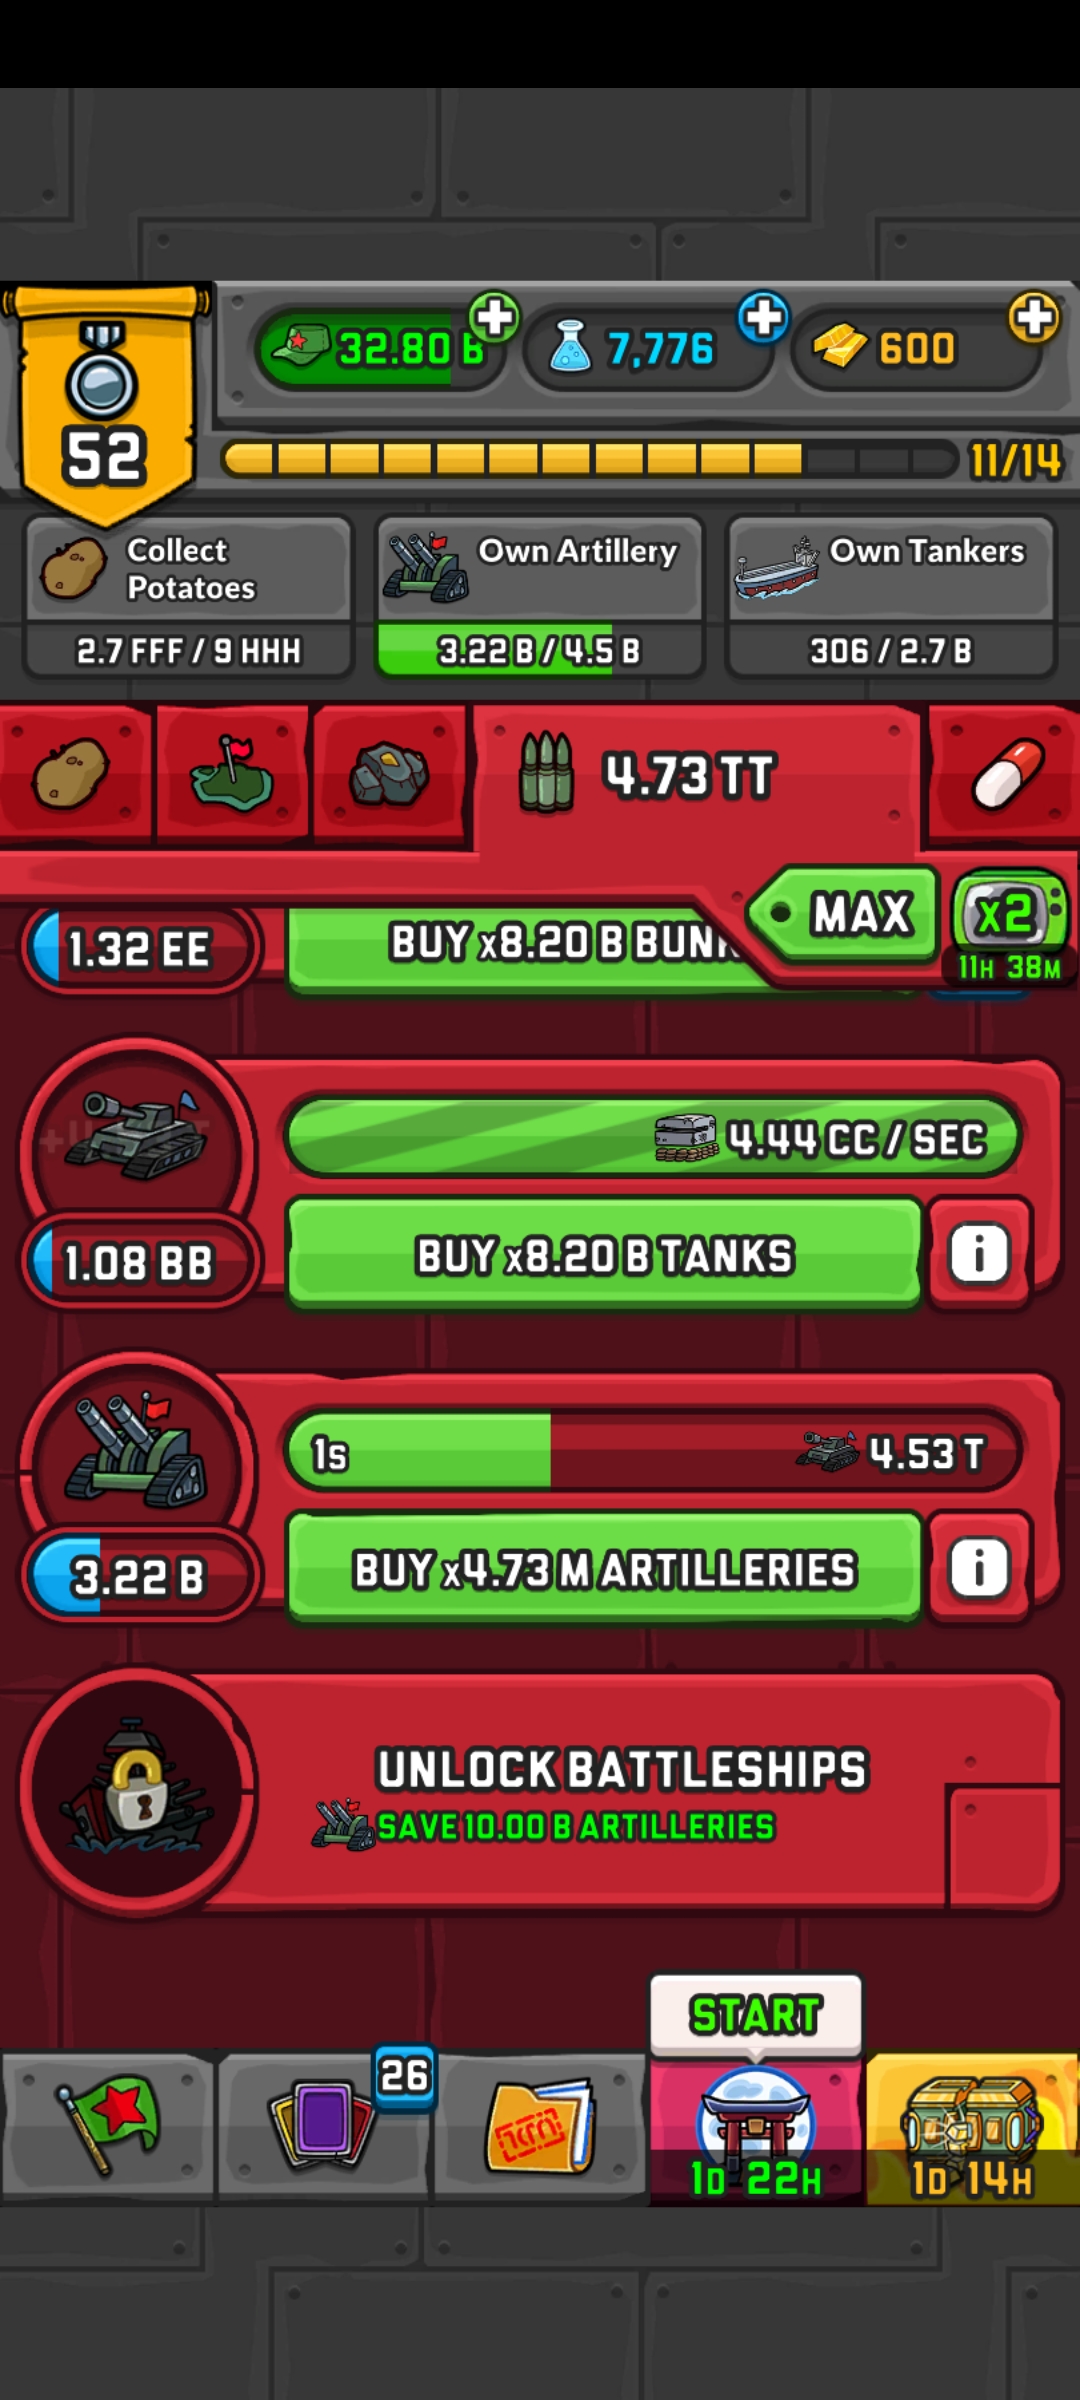 32.80 B
7,776
600
52
11/14
Collect
Potatoes
Own Artillery
Own Tankers
2.7 FFF / 9 HHH
3.22 B / 4.5 B
306 / 2.7 B
4.73 TT
MAX
x2
11H 38M
1.32 EE
BUY x8.20 B
4.44 CC / SEC
1.08 BB
BUY x8.20 B TANKS
i
1s
4.53 T
3.22 B
BUY x4.73 M ARTILLERIES
i
UNLOCK BATTLESHIPS
SAVE 10.00 B ARTILLERIES
START
26
1D 22H
1D 14H